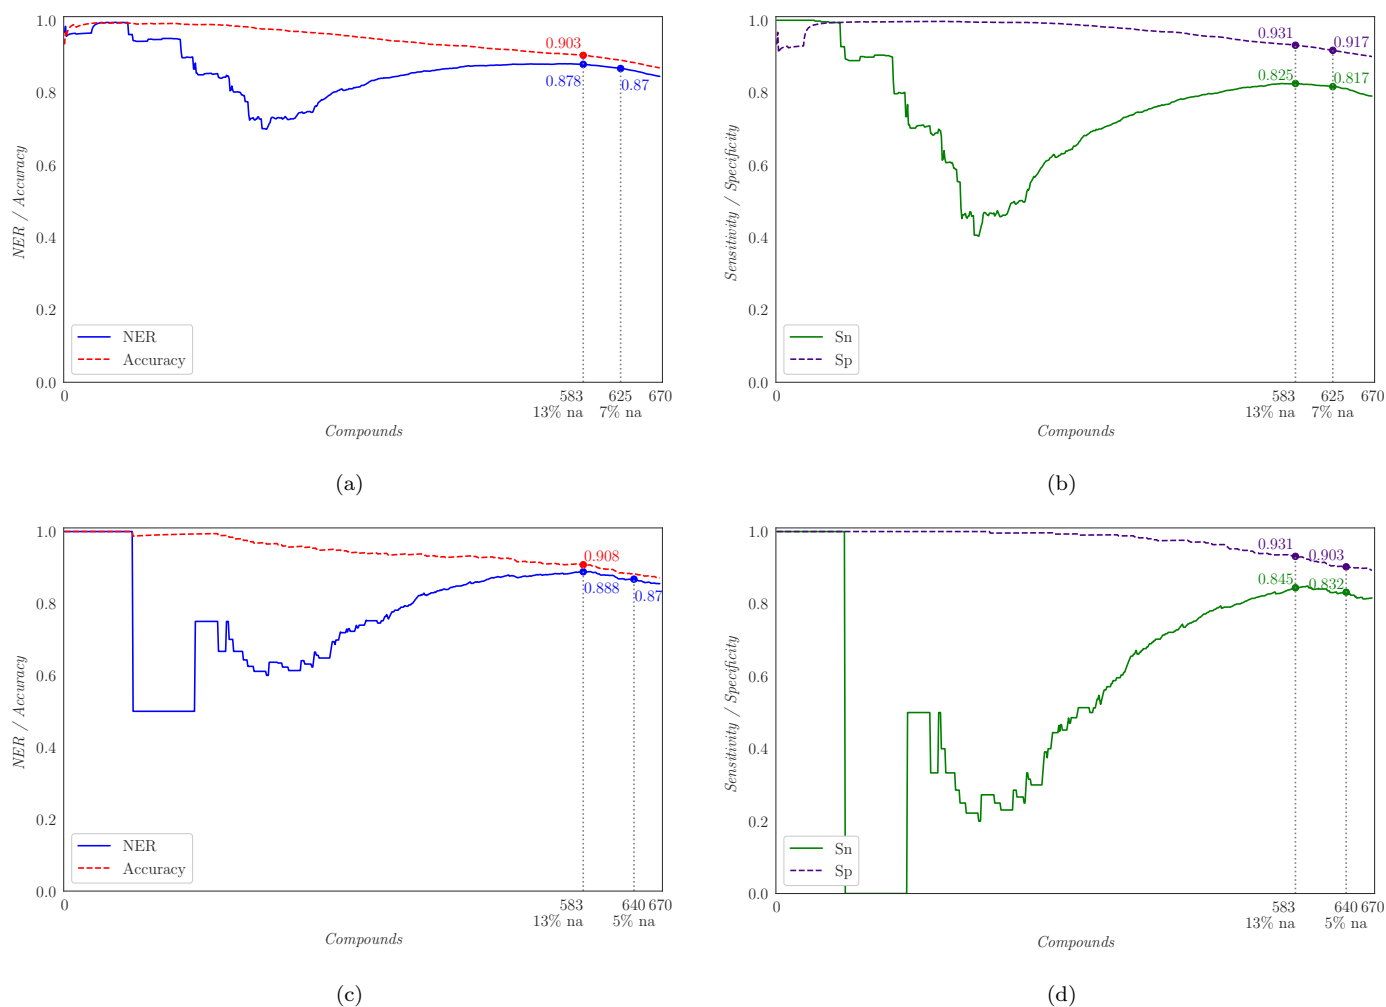 1.0
0.8
0.6
0.4
0.2
0.0
NER / Accuracy
0.903
0.878
0.87
NER
Accuracy
0
583
625
670
13% na
7% na
Compounds
(a)
1.0
0.8
0.6
0.4
0.2
0.0
Sensitivity / Specificity
0.931
0.917
0.825
0.817
Sn
Sp
0
583
625
670
13% na
7% na
Compounds
(b)
1.0
0.8
0.6
0.4
0.2
0.0
NER / Accuracy
0.908
0.888
0.87
NER
Accuracy
0
583
640
670
13% na
5% na
Compounds
(c)
1.0
0.8
0.6
0.4
0.2
0.0
Sensitivity / Specificity
0.931
0.903
0.845
0.832
Sn
Sp
0
583
640
670
13% na
5% na
Compounds
(d)